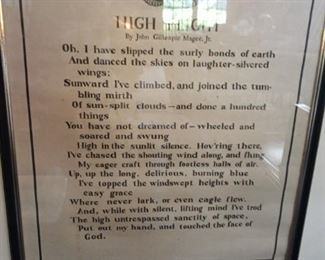 HIGH FLIGHT
By John Gillespie Magee, Jr.
Oh, I have slipped the surly bonds of earth
And danced the skies on laughter-silvered
wings;
Sunward I've climbed, and joined the tum-
bling mirth
Of sun-split clouds—and done a hundred
things
You have not dreamed of—wheeled and
soared and swung
High in the sunlit silence. Hov'ring there,
I've chased the shouting wind along, and flung
My eager craft through footless halls of air.
Up, up the long, delirious, burning blue
I've topped the windswept heights with
easy grace
Where never lark, or even eagle flew.
And, while with silent, lifting mind I've trod
The high untrespassed sanctity of space,
Put out my hand, and touched the face of
God.